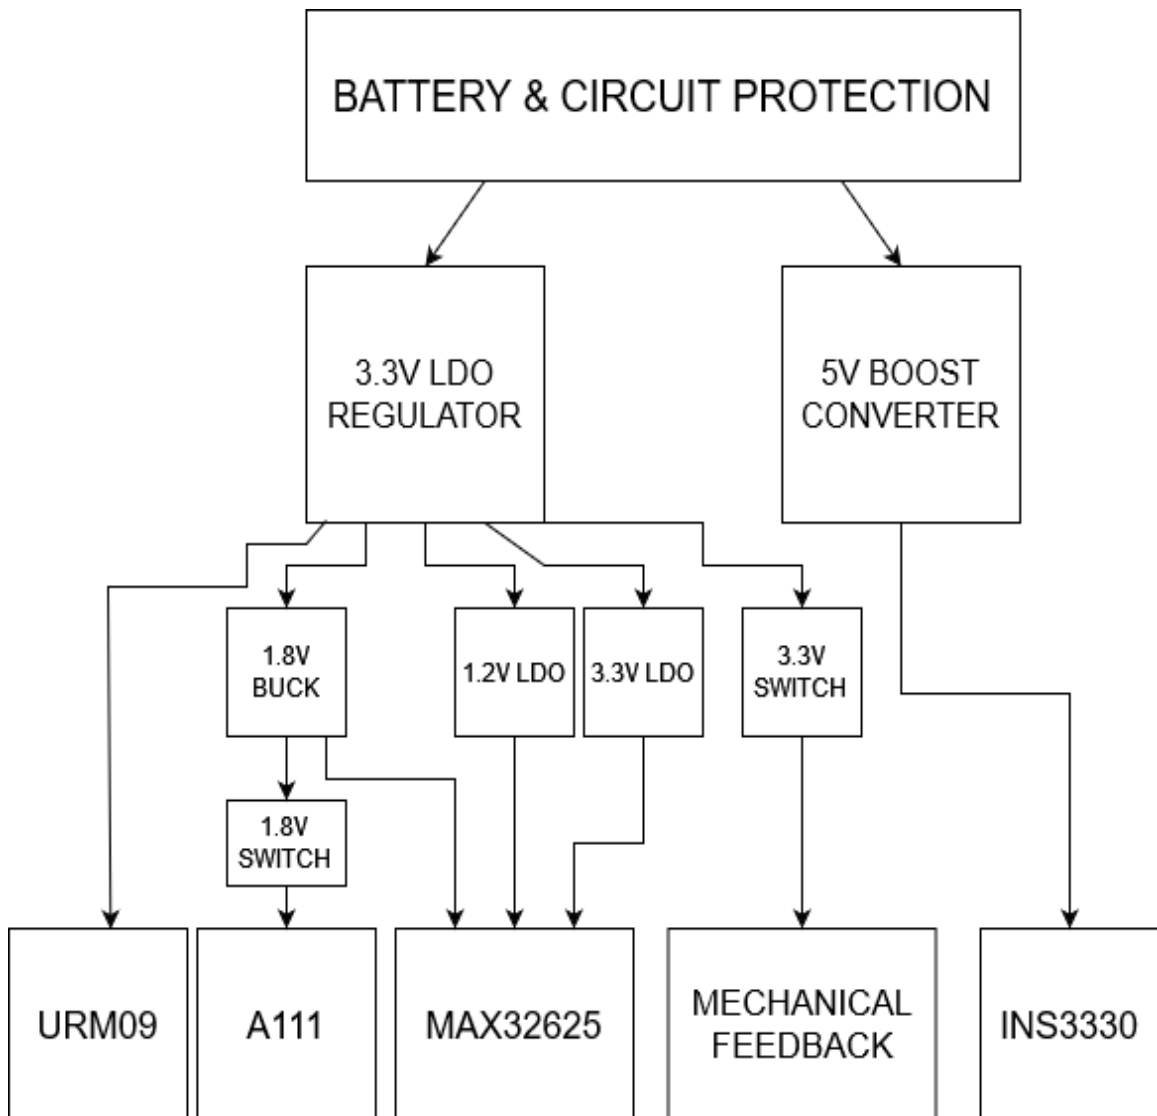 BATTERY & CIRCUIT PROTECTION
3.3V LDO
REGULATOR
5V BOOST
CONVERTER
1.8V
BUCK
1.2V LDO
3.3V LDO
3.3V
SWITCH
1.8V
SWITCH
URM09
A111
MAX32625
MECHANICAL
FEEDBACK
INS3330